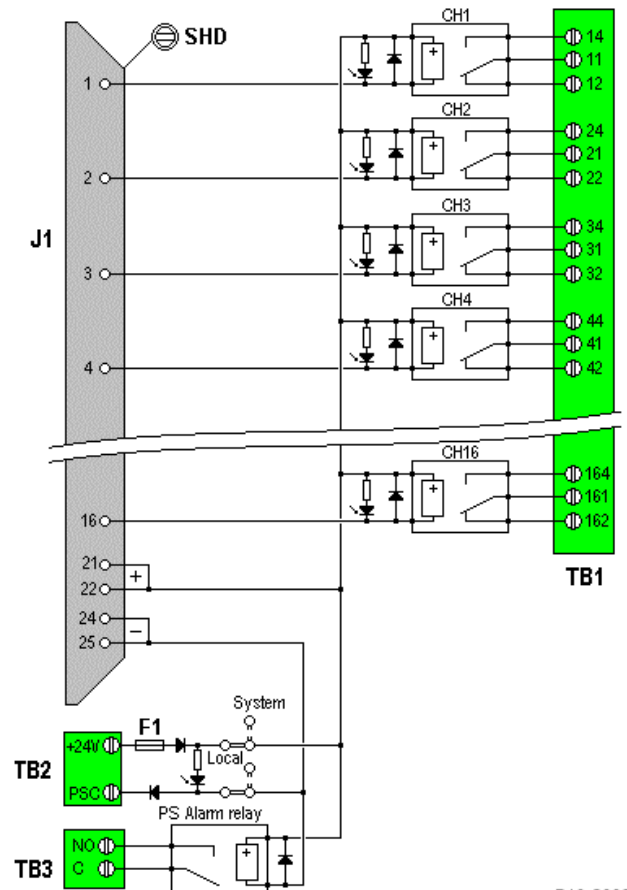 SHD
CH1
14
11
1
12
CH2
24
21
2
22
J1
CH3
34
31
3
32
CH4
44
41
4
42
CH16
164
161
16
162
TB1
21
+
22
24
−
25
System
F1
+24V
Local
TB2
PSC
PS Alarm relay
NO
TB3
C